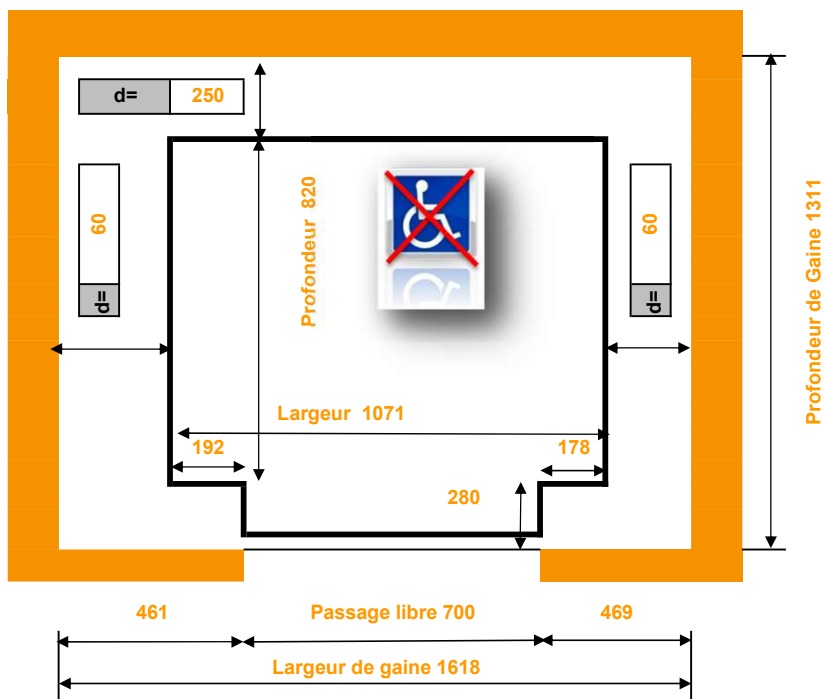 d= 250
Profondeur 820
60
d=
60
d=
Profondeur de Gaine 1311
Largeur 1071
192
178
280
461
Passage libre 700
469
Largeur de gaine 1618